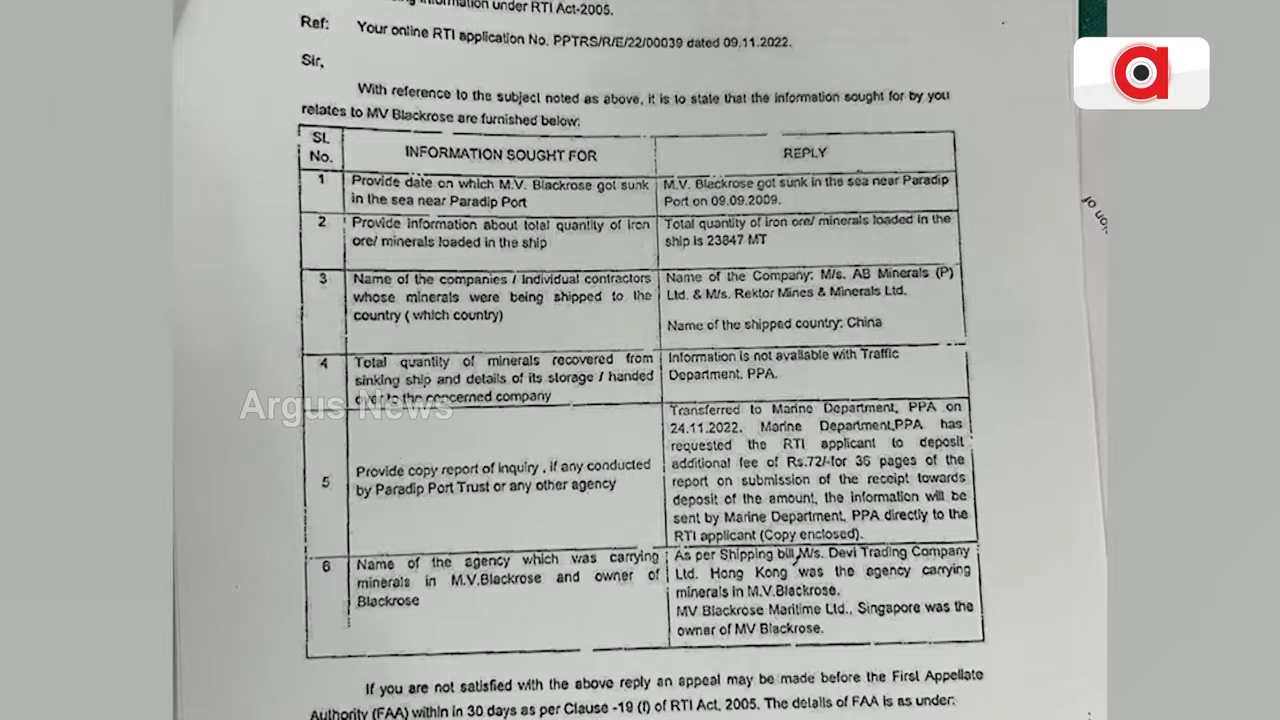 information under RTI Act-2005.
Ref: Your online RTI application No. PPTRS/R/E/22/00039 dated 09.11.2022.
Sir,
With reference to the subject noted as above, it is to state that the information sought for by you
relates to MV Blackrose are furnished below:
SL
No.
INFORMATION SOUGHT FOR
REPLY
1
Provide date on which M.V. Blackrose got sunk
in the sea near Paradip Port
M.V. Blackrose got sunk in the sea near Paradip
Port on 09.09.2009.
2
Provide information about total quantity of iron
ore/ minerals loaded in the ship
Total quantity of iron ore/ minerals loaded in the
ship is 23847 MT
3
Name of the companies / Individual contractors
whose minerals were being shipped to the
country ( which country)
Name of the Company: M/s. AB Minerals (P)
Ltd. & M/s. Rektor Mines & Minerals Ltd.
Name of the shipped country: China
4
Total quantity of minerals recovered from
sinking ship and details of its storage / handed
over to the concerned company
Information is not available with Traffic
Department. PPA.
5
Provide copy report of inquiry , if any conducted
by Paradip Port Trust or any other agency
Transferred to Marine Department, PPA on
24.11.2022. Marine Department,PPA has
requested the RTI applicant to deposit
additional fee of Rs.72/-for 36 pages of the
report on submission of the receipt towards
deposit of the amount, the information will be
sent by Marine Department, PPA directly to the
RTI applicant (Copy enclosed).
6
Name of the agency which was carrying
minerals in M.V.Blackrose and owner of
Blackrose
As per Shipping bill,M/s. Devi Trading Company
Ltd. Hong Kong was the agency carrying
minerals in M.V.Blackrose.
MV Blackrose Maritime Ltd., Singapore was the
owner of MV Blackrose.
If you are not satisfied with the above reply an appeal may be made before the First Appellate
Authority (FAA) within in 30 days as per Clause -19 (I) of RTI Act, 2005. The details of FAA is as under:
Argus News
a